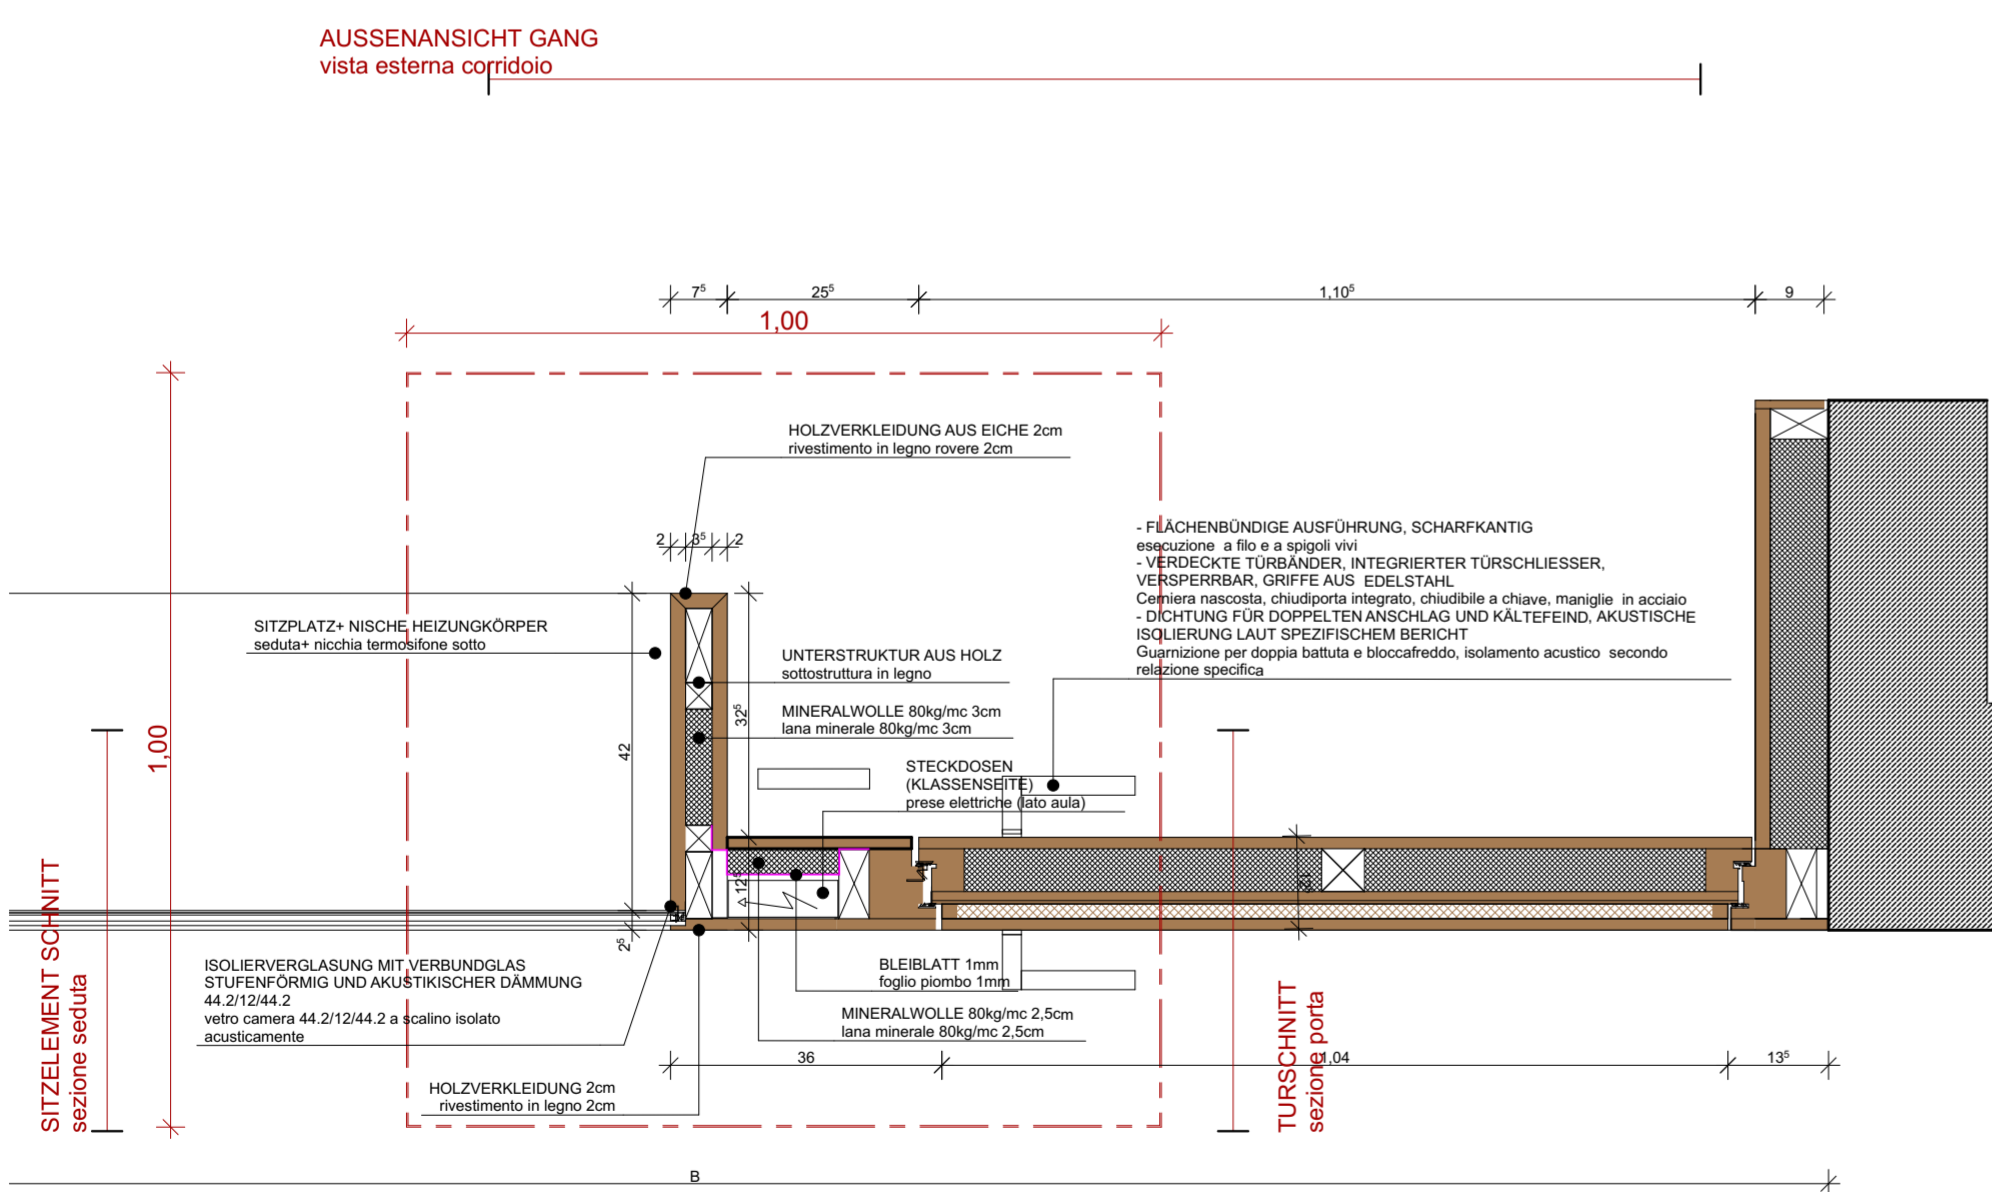 AUSSENANSICHT GANG
vista esterna corridoio
7⁵
25⁵
1,10⁵
9
1,00
HOLZVERKLEIDUNG AUS EICHE 2cm
rivestimento in legno rovere 2cm
- FLÄCHENBÜNDIGE AUSFÜHRUNG, SCHARFKANTIG
esecuzione a filo e a spigoli vivi
- VERDECKTE TÜRBÄNDER, INTEGRIERTER TÜRSCHLIESSER,
VERSPERRBAR, GRIFFE AUS EDELSTAHL
Cerniera nascosta, chiudiporta integrato, chiudibile a chiave, maniglie in acciaio
- DICHTUNG FÜR DOPPELTEN ANSCHLAG UND KÄLTEFEIND, AKUSTISCHE
ISOLIERUNG LAUT SPEZIFISCHEM BERICHT
Guarnizione per doppia battuta e bloccafreddo, isolamento acustico secondo
relazione specifica
2
3⁵
2
SITZPLATZ+ NISCHE HEIZUNGKÖRPER
seduta+ nicchia termosifone sotto
UNTERSTRUKTUR AUS HOLZ
sottostruttura in legno
MINERALWOLLE 80kg/mc 3cm
lana minerale 80kg/mc 3cm
32⁵
42
1,00
STECKDOSEN
(KLASSENSEITE)
prese elettriche (lato aula)
12⁵
12⁵
2⁵
SITZELEMENT SCHNITT
sezione seduta
ISOLIERVERGLASUNG MIT VERBUNDGLAS
STUFENFÖRMIG UND AKUSTIKISCHER DÄMMUNG
44.2/12/44.2
vetro camera 44.2/12/44.2 a scalino isolato
acusticamente
BLEIBLATT 1mm
foglio piombo 1mm
MINERALWOLLE 80kg/mc 2,5cm
lana minerale 80kg/mc 2,5cm
TURSCHNITT
sezione porta
36
1,04
13⁵
HOLZVERKLEIDUNG 2cm
rivestimento in legno 2cm
B